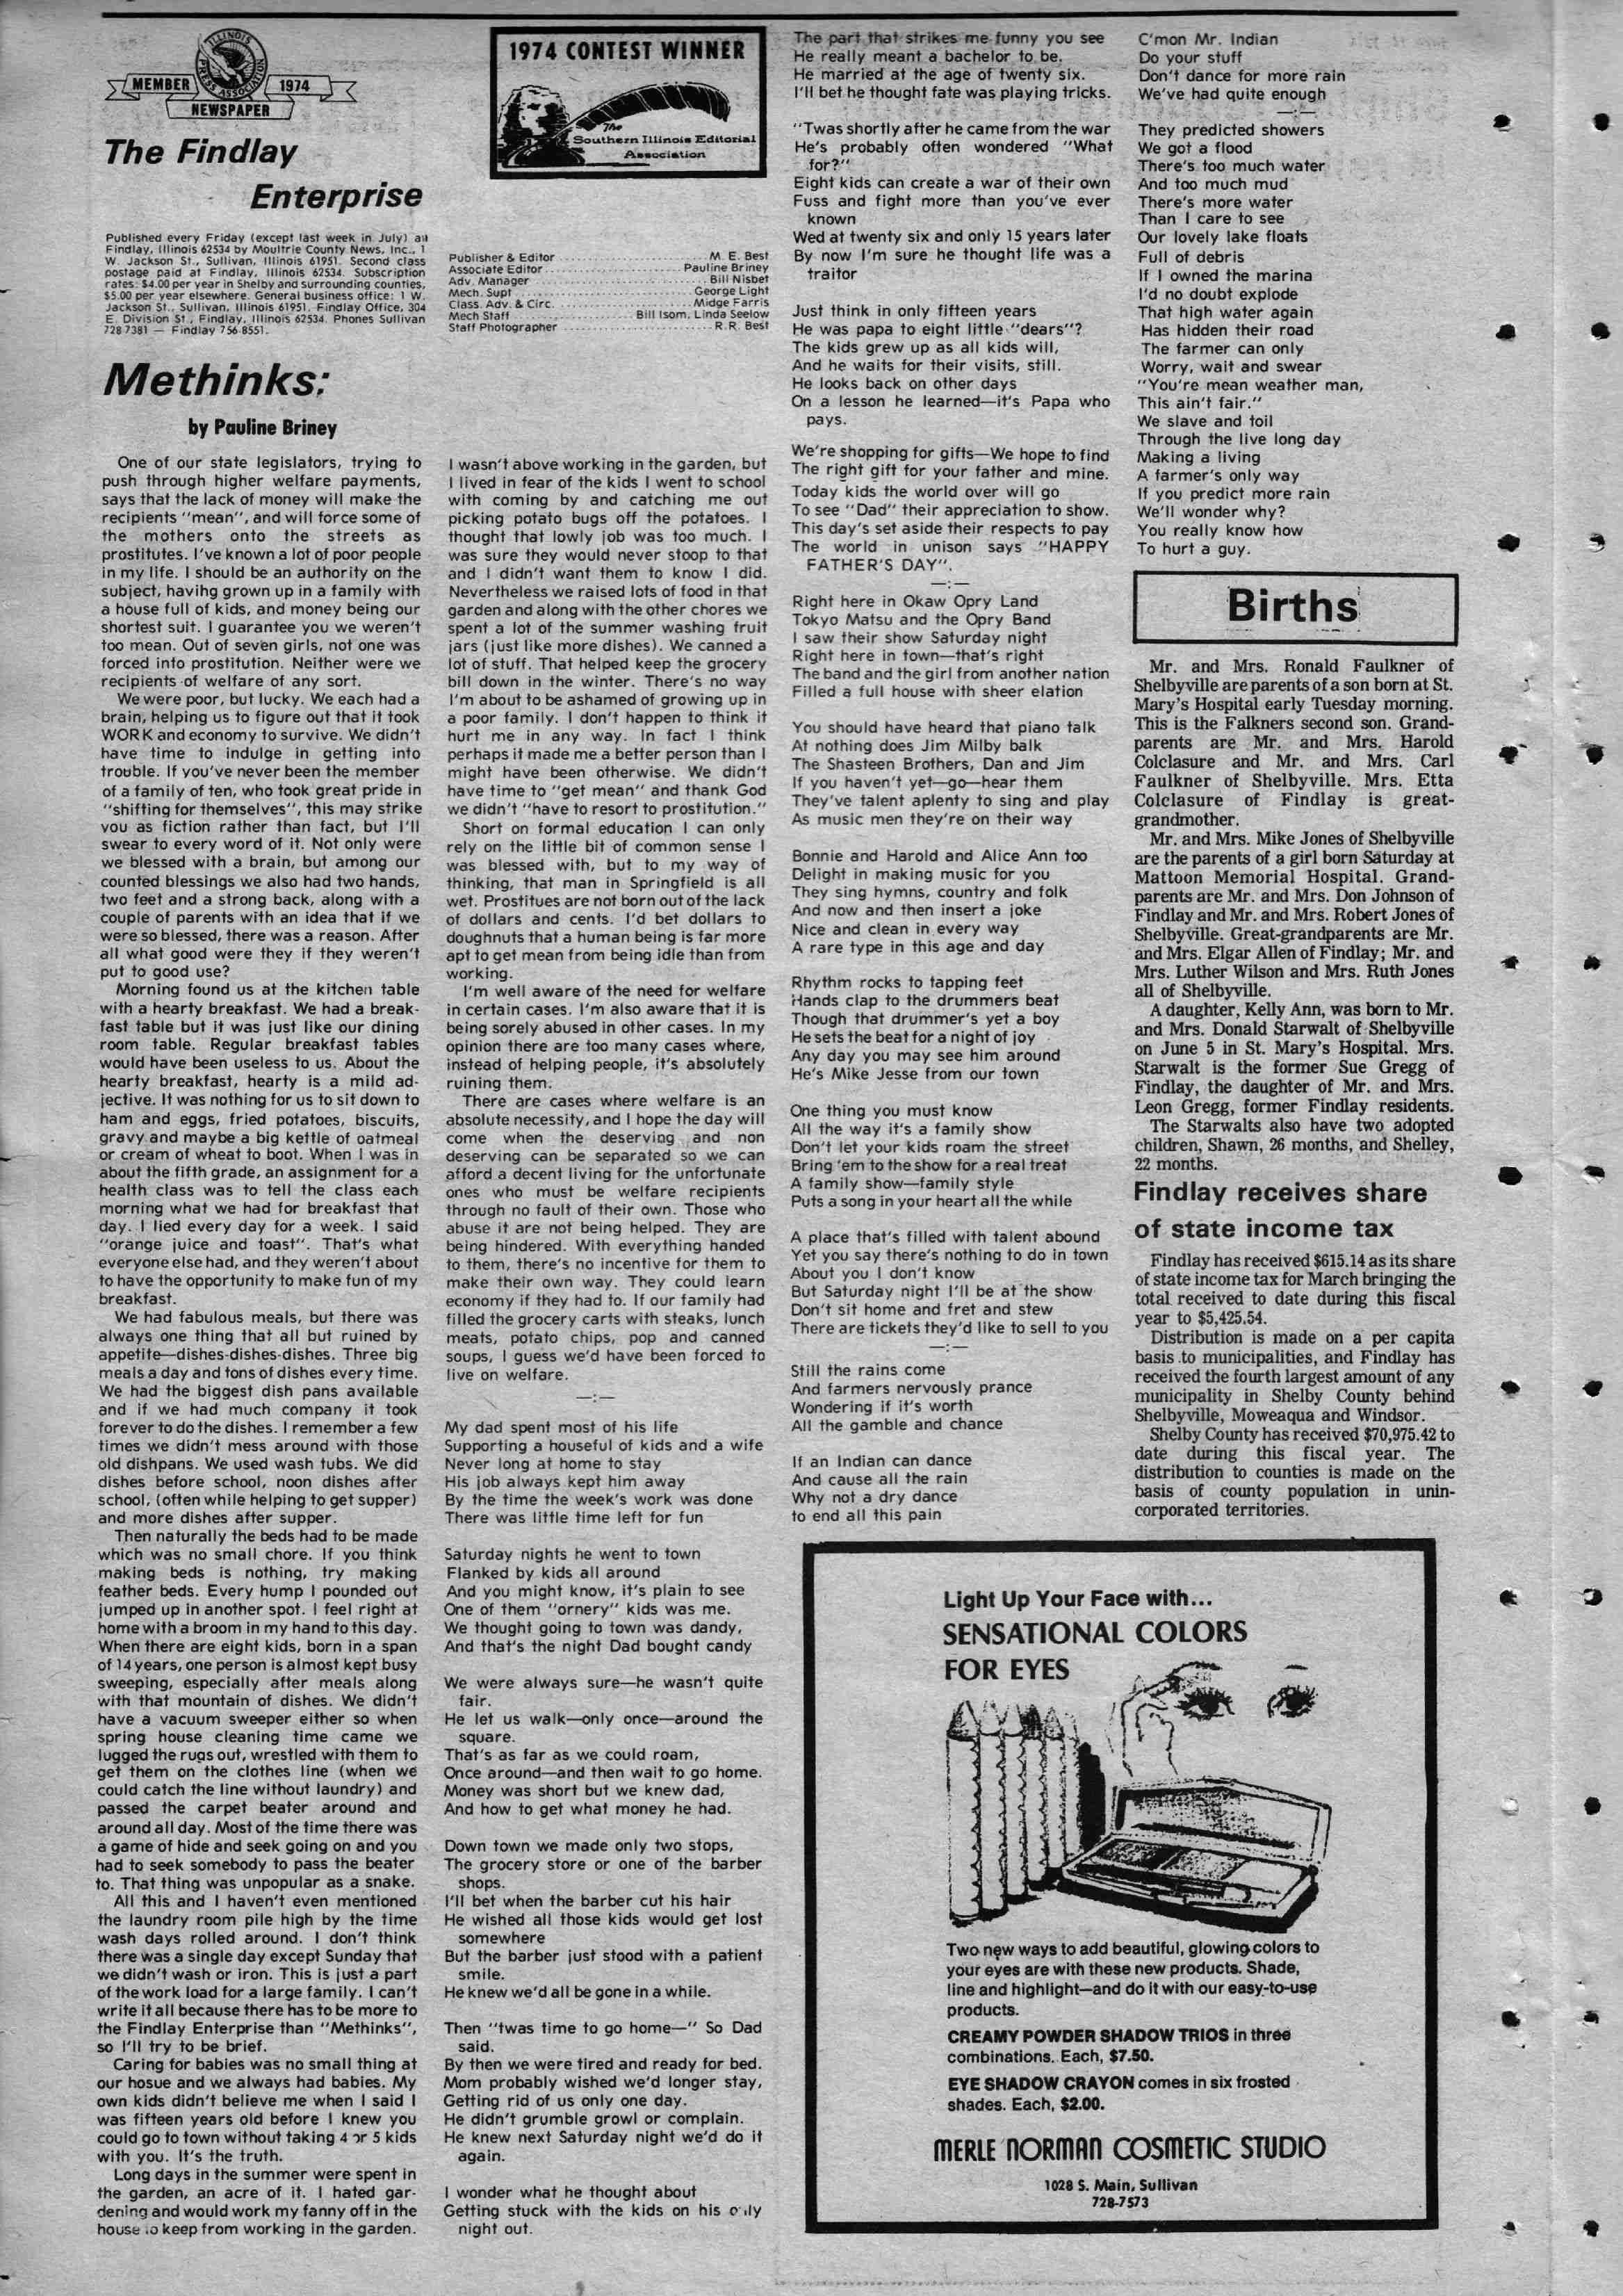 ILLINOIS
PRESS ASSOCIATION
MEMBER
1974
NEWSPAPER
The Findlay
Enterprise
Published every Friday (except last week in July) at
Findlay, Illinois 62534 by Moultrie County News, Inc., 1
W. Jackson St., Sullivan, Illinois 61951. Second class
postage paid at Findlay, Illinois 62534. Subscription
rates: $4.00 per year in Shelby and surrounding counties,
$5.00 per year elsewhere. General business office: 1 W.
Jackson St., Sullivan, Illinois 61951. Findlay Office, 304
E. Division St., Findlay, Illinois 62534. Phones Sullivan
728-7381 — Findlay 756-8551.
1974 CONTEST WINNER
The
Southern Illinois Editorial
Association
Publisher & Editor M. E. Best
Associate Editor Pauline Briney
Adv. Manager Bill Nisbet
Mech. Supt George Light
Class. Adv. & Circ. Midge Farris
Mech Staff Bill Isom, Linda Seelow
Staff Photographer R.R. Best
Methinks:
by Pauline Briney
One of our state legislators, trying to
push through higher welfare payments,
says that the lack of money will make the
recipients "mean", and will force some of
the mothers onto the streets as
prostitutes. I've known a lot of poor people
in my life. I should be an authority on the
subject, havihg grown up in a family with
a house full of kids, and money being our
shortest suit. I guarantee you we weren't
too mean. Out of seven girls, not one was
forced into prostitution. Neither were we
recipients of welfare of any sort.
We were poor, but lucky. We each had a
brain, helping us to figure out that it took
WORK and economy to survive. We didn't
have time to indulge in getting into
trouble. If you've never been the member
of a family of ten, who took great pride in
"shifting for themselves", this may strike
you as fiction rather than fact, but I'll
swear to every word of it. Not only were
we blessed with a brain, but among our
counted blessings we also had two hands,
two feet and a strong back, along with a
couple of parents with an idea that if we
were so blessed, there was a reason. After
all what good were they if they weren't
put to good use?
Morning found us at the kitchen table
with a hearty breakfast. We had a break-
fast table but it was just like our dining
room table. Regular breakfast tables
would have been useless to us. About the
hearty breakfast, hearty is a mild ad-
jective. It was nothing for us to sit down to
ham and eggs, fried potatoes, biscuits,
gravy and maybe a big kettle of oatmeal
or cream of wheat to boot. When I was in
about the fifth grade, an assignment for a
health class was to tell the class each
morning what we had for breakfast that
day. I lied every day for a week. I said
"orange juice and toast". That's what
everyone else had, and they weren't about
to have the opportunity to make fun of my
breakfast.
We had fabulous meals, but there was
always one thing that all but ruined by
appetite—dishes-dishes-dishes. Three big
meals a day and tons of dishes every time.
We had the biggest dish pans available
and if we had much company it took
forever to do the dishes. I remember a few
times we didn't mess around with those
old dishpans. We used wash tubs. We did
dishes before school, noon dishes after
school, (often while helping to get supper)
and more dishes after supper.
Then naturally the beds had to be made
which was no small chore. If you think
making beds is nothing, try making
feather beds. Every hump I pounded out
jumped up in another spot. I feel right at
home with a broom in my hand to this day.
When there are eight kids, born in a span
of 14 years, one person is almost kept busy
sweeping, especially after meals along
with that mountain of dishes. We didn't
have a vacuum sweeper either so when
spring house cleaning time came we
lugged the rugs out, wrestled with them to
get them on the clothes line (when we
could catch the line without laundry) and
passed the carpet beater around and
around all day. Most of the time there was
a game of hide and seek going on and you
had to seek somebody to pass the beater
to. That thing was unpopular as a snake.
All this and I haven't even mentioned
the laundry room pile high by the time
wash days rolled around. I don't think
there was a single day except Sunday that
we didn't wash or iron. This is just a part
of the work load for a large family. I can't
write it all because there has to be more to
the Findlay Enterprise than "Methinks",
so I'll try to be brief.
Caring for babies was no small thing at
our hosue and we always had babies. My
own kids didn't believe me when I said I
was fifteen years old before I knew you
could go to town without taking 4 or 5 kids
with you. It's the truth.
Long days in the summer were spent in
the garden, an acre of it. I hated gar-
dening and would work my fanny off in the
house to keep from working in the garden.
I wasn't above working in the garden, but
I lived in fear of the kids I went to school
with coming by and catching me out
picking potato bugs off the potatoes. I
thought that lowly job was too much. I
was sure they would never stoop to that
and I didn't want them to know I did.
Nevertheless we raised lots of food in that
garden and along with the other chores we
spent a lot of the summer washing fruit
jars (just like more dishes). We canned a
lot of stuff. That helped keep the grocery
bill down in the winter. There's no way
I'm about to be ashamed of growing up in
a poor family. I don't happen to think it
hurt me in any way. In fact I think
perhaps it made me a better person than I
might have been otherwise. We didn't
have time to "get mean" and thank God
we didn't "have to resort to prostitution."
Short on formal education I can only
rely on the little bit of common sense I
was blessed with, but to my way of
thinking, that man in Springfield is all
wet. Prostitues are not born out of the lack
of dollars and cents. I'd bet dollars to
doughnuts that a human being is far more
apt to get mean from being idle than from
working.
I'm well aware of the need for welfare
in certain cases. I'm also aware that it is
being sorely abused in other cases. In my
opinion there are too many cases where,
instead of helping people, it's absolutely
ruining them.
There are cases where welfare is an
absolute necessity, and I hope the day will
come when the deserving and non
deserving can be separated so we can
afford a decent living for the unfortunate
ones who must be welfare recipients
through no fault of their own. Those who
abuse it are not being helped. They are
being hindered. With everything handed
to them, there's no incentive for them to
make their own way. They could learn
economy if they had to. If our family had
filled the grocery carts with steaks, lunch
meats, potato chips, pop and canned
soups, I guess we'd have been forced to
live on welfare.
—:—
My dad spent most of his life
Supporting a houseful of kids and a wife
Never long at home to stay
His job always kept him away
By the time the week's work was done
There was little time left for fun
Saturday nights he went to town
Flanked by kids all around
And you might know, it's plain to see
One of them "ornery" kids was me.
We thought going to town was dandy,
And that's the night Dad bought candy
We were always sure—he wasn't quite
fair.
He let us walk—only once—around the
square.
That's as far as we could roam,
Once around—and then wait to go home.
Money was short but we knew dad,
And how to get what money he had.
Down town we made only two stops,
The grocery store or one of the barber
shops.
I'll bet when the barber cut his hair
He wished all those kids would get lost
somewhere
But the barber just stood with a patient
smile.
He knew we'd all be gone in a while.
Then "twas time to go home—" So Dad
said.
By then we were tired and ready for bed.
Mom probably wished we'd longer stay,
Getting rid of us only one day.
He didn't grumble growl or complain.
He knew next Saturday night we'd do it
again.
I wonder what he thought about
Getting stuck with the kids on his only
night out.
The part that strikes me funny you see
He really meant a bachelor to be.
He married at the age of twenty six.
I'll bet he thought fate was playing tricks.
"Twas shortly after he came from the war
He's probably often wondered "What
for?"
Eight kids can create a war of their own
Fuss and fight more than you've ever
known
Wed at twenty six and only 15 years later
By now I'm sure he thought life was a
traitor
Just think in only fifteen years
He was papa to eight little "dears"?
The kids grew up as all kids will,
And he waits for their visits, still.
He looks back on other days
On a lesson he learned—it's Papa who
pays.
We're shopping for gifts—We hope to find
The right gift for your father and mine.
Today kids the world over will go
To see "Dad" their appreciation to show.
This day's set aside their respects to pay
The world in unison says "HAPPY
FATHER'S DAY".
—:—
Right here in Okaw Opry Land
Tokyo Matsu and the Opry Band
I saw their show Saturday night
Right here in town—that's right
The band and the girl from another nation
Filled a full house with sheer elation
You should have heard that piano talk
At nothing does Jim Milby balk
The Shasteen Brothers, Dan and Jim
If you haven't yet—go—hear them
They've talent aplenty to sing and play
As music men they're on their way
Bonnie and Harold and Alice Ann too
Delight in making music for you
They sing hymns, country and folk
And now and then insert a joke
Nice and clean in every way
A rare type in this age and day
Rhythm rocks to tapping feet
Hands clap to the drummers beat
Though that drummer's yet a boy
He sets the beat for a night of joy
Any day you may see him around
He's Mike Jesse from our town
One thing you must know
All the way it's a family show
Don't let your kids roam the street
Bring 'em to the show for a real treat
A family show—family style
Puts a song in your heart all the while
A place that's filled with talent abound
Yet you say there's nothing to do in town
About you I don't know
But Saturday night I'll be at the show
Don't sit home and fret and stew
There are tickets they'd like to sell to you
—:—
Still the rains come
And farmers nervously prance
Wondering if it's worth
All the gamble and chance
If an Indian can dance
And cause all the rain
Why not a dry dance
to end all this pain
C'mon Mr. Indian
Do your stuff
Don't dance for more rain
We've had quite enough
—:—
They predicted showers
We got a flood
There's too much water
And too much mud
There's more water
Than I care to see
Our lovely lake floats
Full of debris
If I owned the marina
I'd no doubt explode
That high water again
Has hidden their road
The farmer can only
Worry, wait and swear
"You're mean weather man,
This ain't fair."
We slave and toil
Through the live long day
Making a living
A farmer's only way
If you predict more rain
We'll wonder why?
You really know how
To hurt a guy.
Births
Mr. and Mrs. Ronald Faulkner of
Shelbyville are parents of a son born at St.
Mary's Hospital early Tuesday morning.
This is the Falkners second son. Grand-
parents are Mr. and Mrs. Harold
Colclasure and Mr. and Mrs. Carl
Faulkner of Shelbyville. Mrs. Etta
Colclasure of Findlay is great-
grandmother.
Mr. and Mrs. Mike Jones of Shelbyville
are the parents of a girl born Saturday at
Mattoon Memorial Hospital. Grand-
parents are Mr. and Mrs. Don Johnson of
Findlay and Mr. and Mrs. Robert Jones of
Shelbyville. Great-grandparents are Mr.
and Mrs. Elgar Allen of Findlay; Mr. and
Mrs. Luther Wilson and Mrs. Ruth Jones
all of Shelbyville.
A daughter, Kelly Ann, was born to Mr.
and Mrs. Donald Starwalt of Shelbyville
on June 5 in St. Mary's Hospital. Mrs.
Starwalt is the former Sue Gregg of
Findlay, the daughter of Mr. and Mrs.
Leon Gregg, former Findlay residents.
The Starwalts also have two adopted
children, Shawn, 26 months, and Shelley,
22 months.
Findlay receives share
of state income tax
Findlay has received $615.14 as its share
of state income tax for March bringing the
total received to date during this fiscal
year to $5,425.54.
Distribution is made on a per capita
basis to municipalities, and Findlay has
received the fourth largest amount of any
municipality in Shelby County behind
Shelbyville, Moweaqua and Windsor.
Shelby County has received $70,975.42 to
date during this fiscal year. The
distribution to counties is made on the
basis of county population in unin-
corporated territories.
Light Up Your Face with...
SENSATIONAL COLORS
FOR EYES
Two new ways to add beautiful, glowing colors to
your eyes are with these new products. Shade,
line and highlight—and do it with our easy-to-use
products.
CREAMY POWDER SHADOW TRIOS in three
combinations. Each, $7.50.
EYE SHADOW CRAYON comes in six frosted
shades. Each, $2.00.
MERLE NORMAN COSMETIC STUDIO
1028 S. Main, Sullivan
728-7573